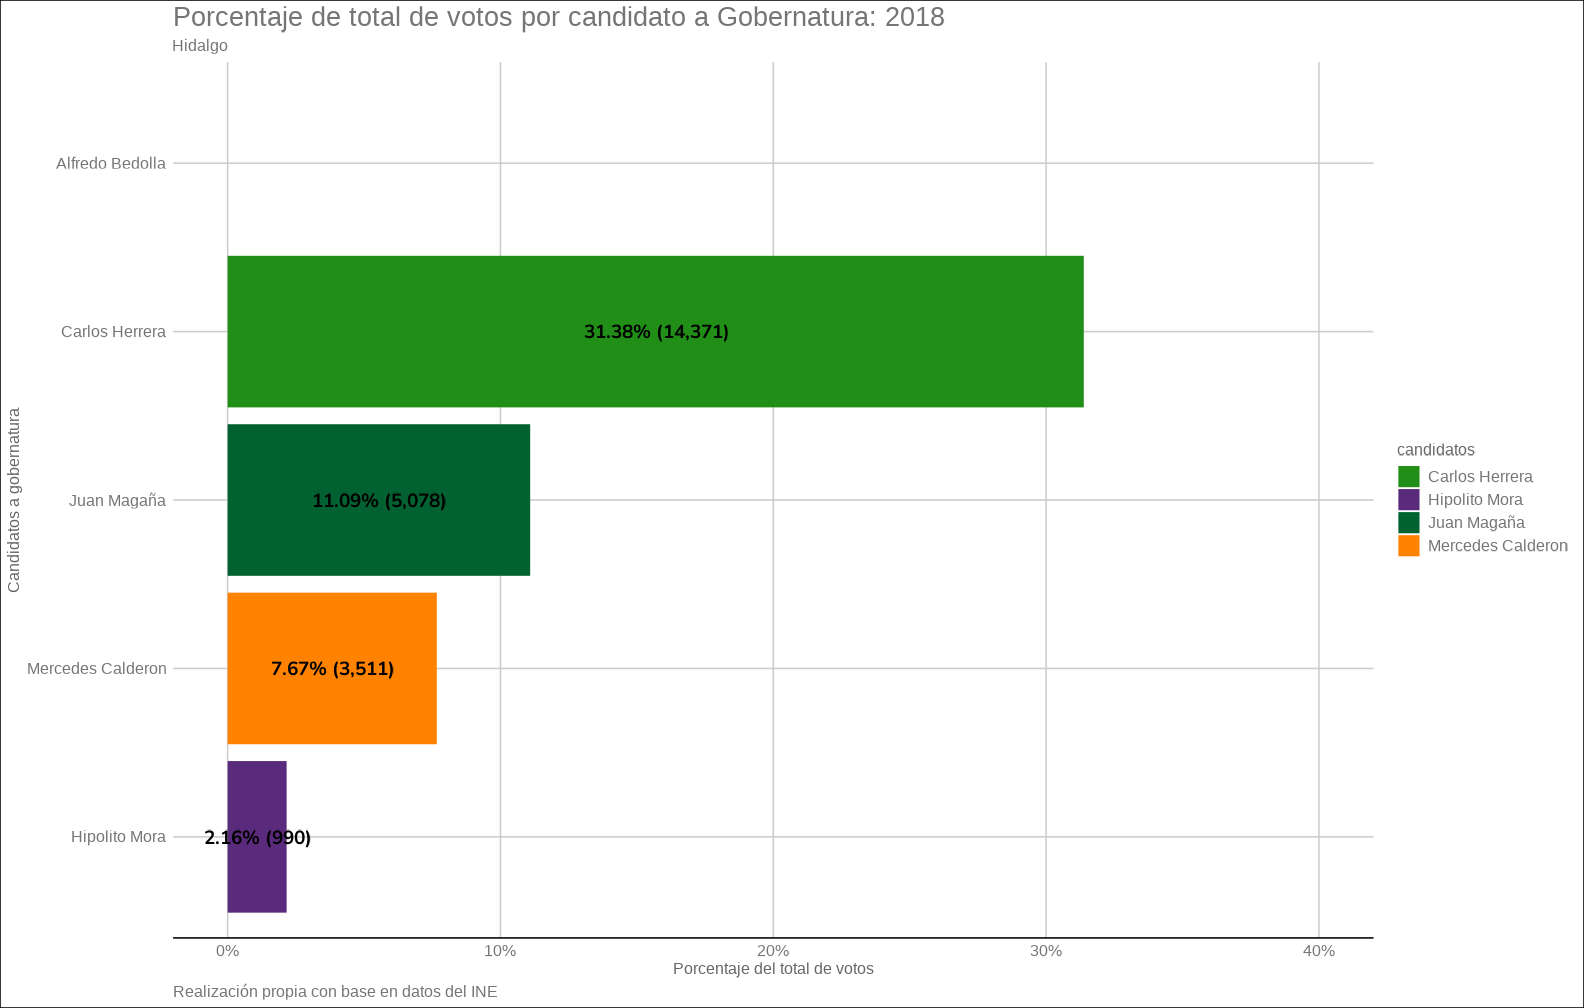 Porcentaje de total de votos por candidato a Gobernatura: 2018
Hidalgo
Candidatos a gobernatura
Alfredo Bedolla
Carlos Herrera
31.38% (14,371)
Juan Magaña
11.09% (5,078)
Mercedes Calderon
7.67% (3,511)
Hipolito Mora
2.16% (990)
0%
10%
20%
30%
40%
Porcentaje del total de votos
candidatos
Carlos Herrera
Hipolito Mora
Juan Magaña
Mercedes Calderon
Realización propia con base en datos del INE